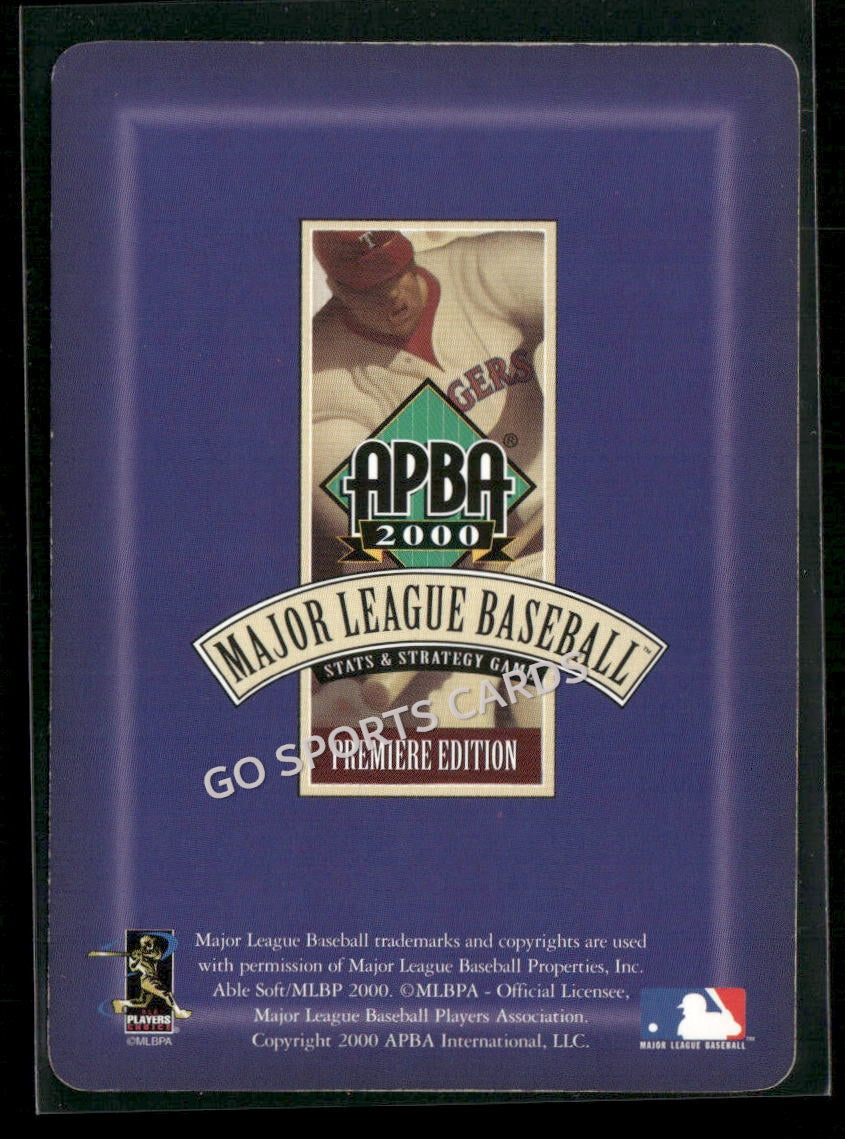 T
GERS
APBA®
2000
MAJOR LEAGUE BASEBALL™
STATS & STRATEGY GAME
GO SPORTS CARDS
PREMIERE EDITION
Major League Baseball trademarks and copyrights are used
with permission of Major League Baseball Properties, Inc.
Able Soft/MLBP 2000. ©MLBPA - Official Licensee,
Major League Baseball Players Association.
Copyright 2000 APBA International, LLC.
PLAYERS
CHOICE
©MLBPA
MAJOR LEAGUE BASEBALL™